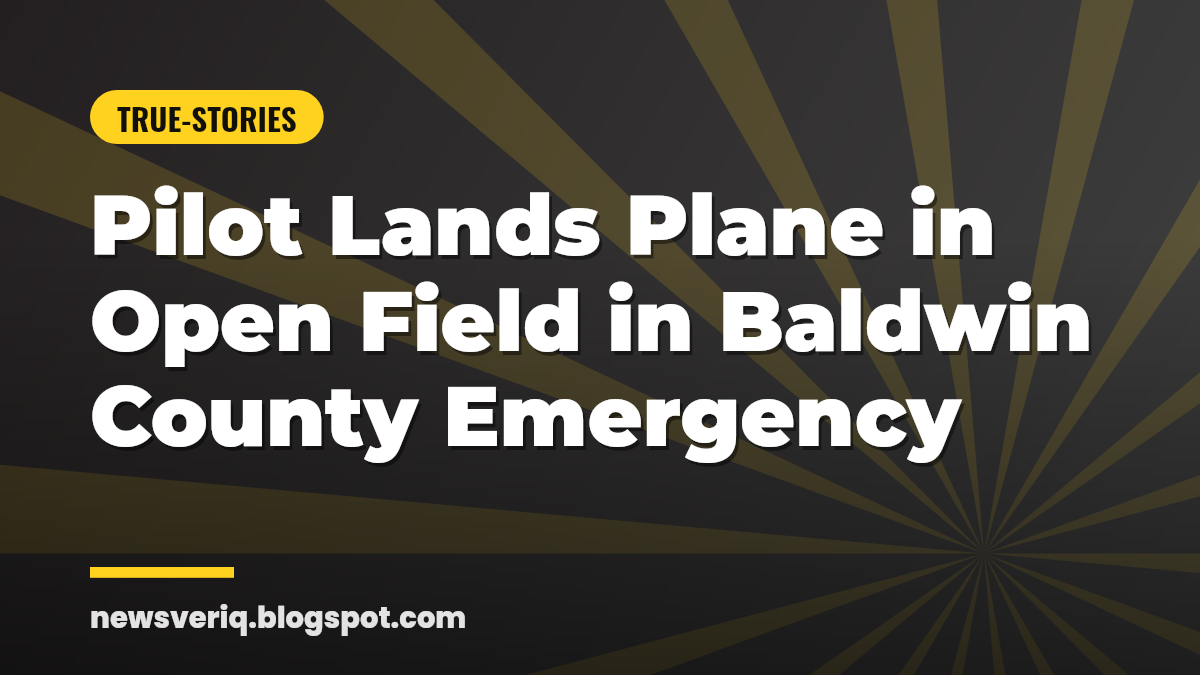 TRUE-STORIES
Pilot Lands Plane in
Open Field in Baldwin
County Emergency
newsveriq.blogspot.com